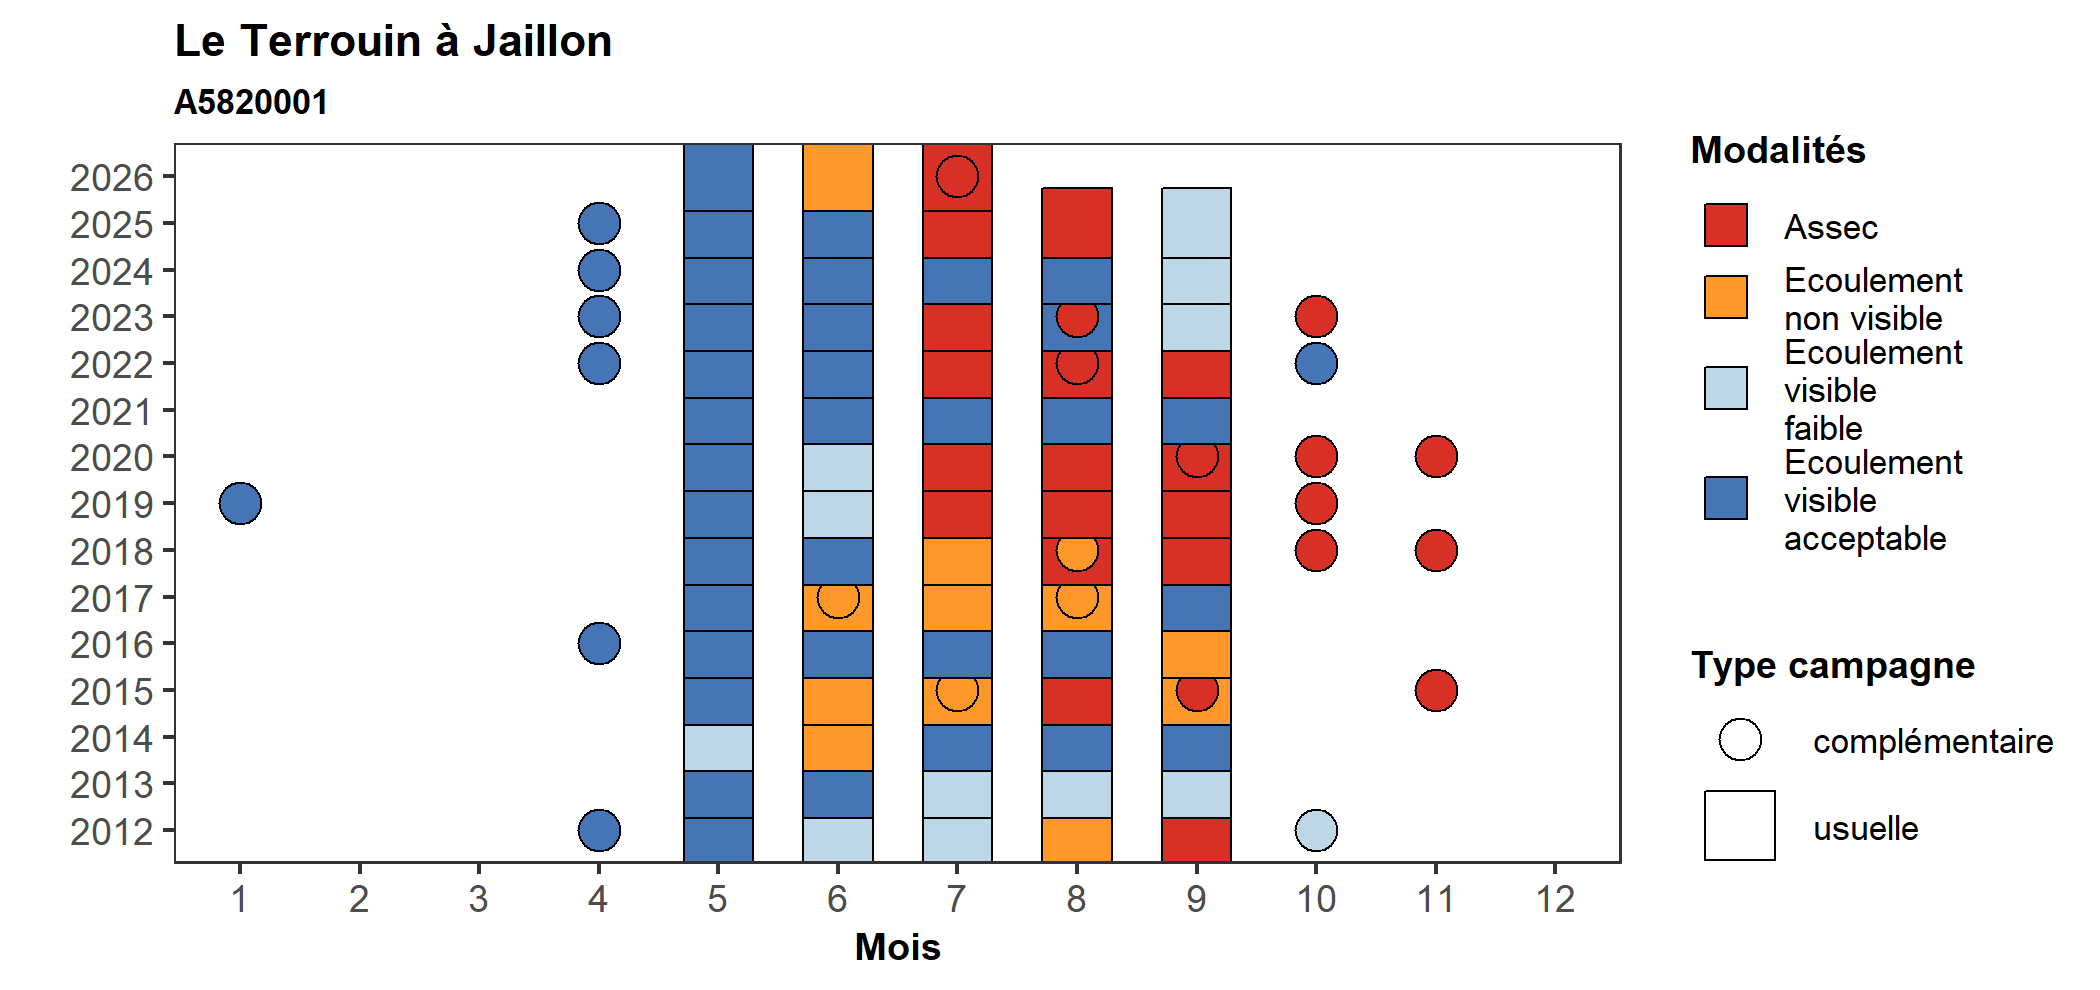 Le Terrouin à Jaillon
A5820001
2026
2025
2024
2023
2022
2021
2020
2019
2018
2017
2016
2015
2014
2013
2012
1 2 3 4 5 6 7 8 9 10 11 12
Mois
Modalités
Assec
Ecoulement
non visible
Ecoulement
visible
faible
Ecoulement
visible
acceptable
Type campagne
complémentaire
usuelle